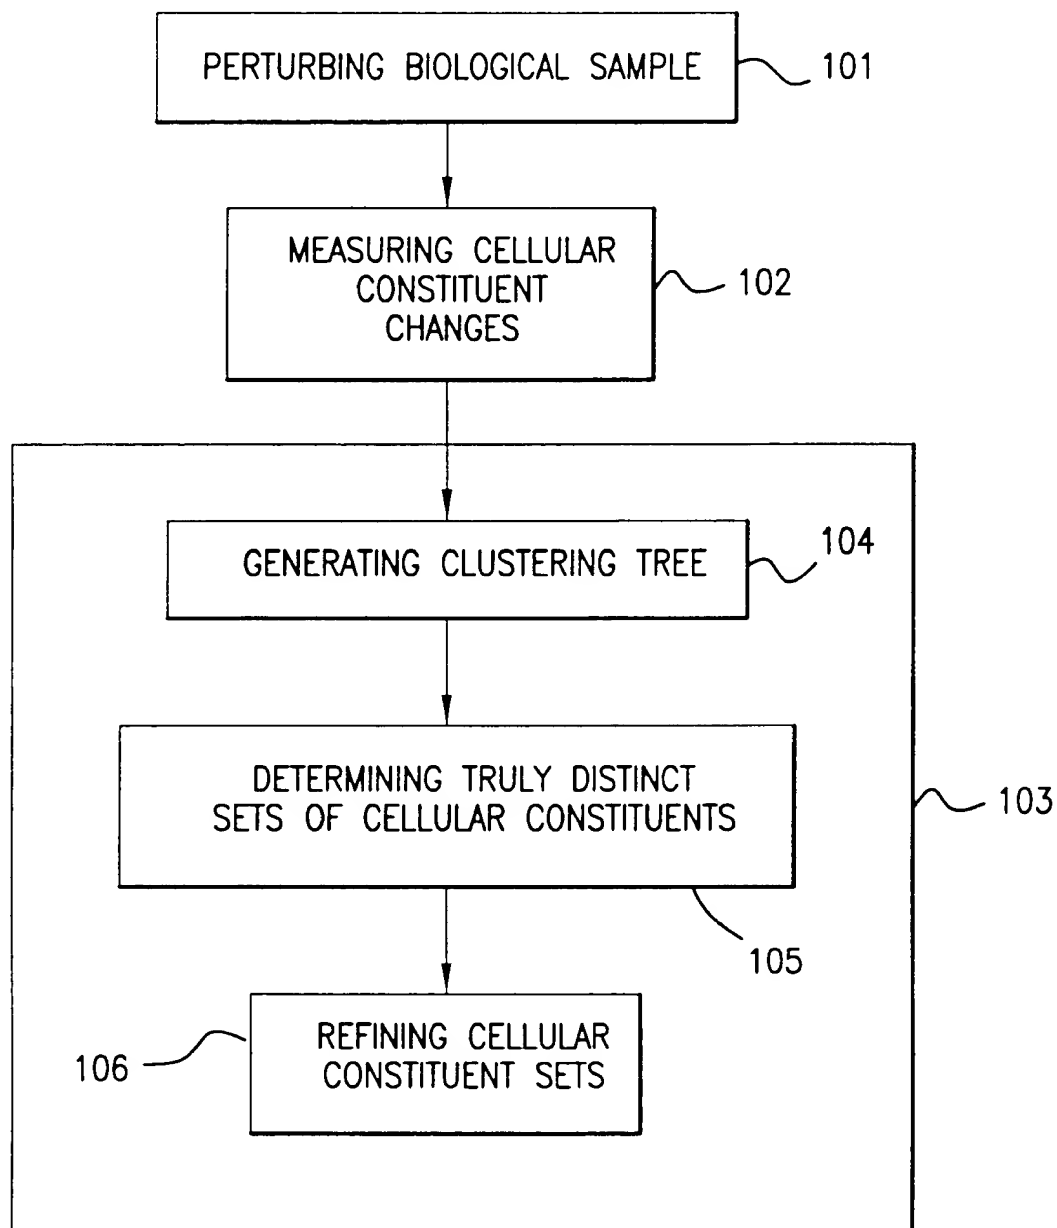 PERTURBING BIOLOGICAL SAMPLE
101
MEASURING CELLULAR
CONSTITUENT
CHANGES
102
GENERATING CLUSTERING TREE
104
DETERMINING TRULY DISTINCT
SETS OF CELLULAR CONSTITUENTS
103
105
REFINING CELLULAR
CONSTITUENT SETS
106